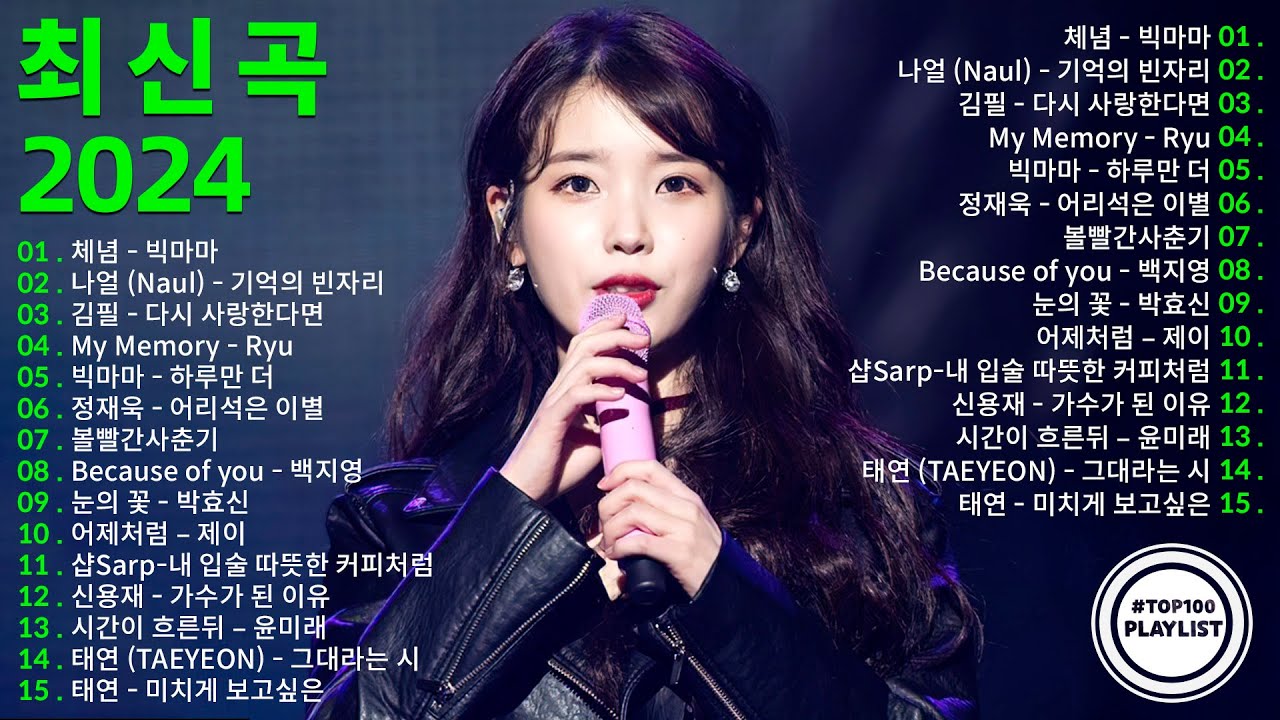 최신곡
2024
01 . 체념 - 빅마마
02 . 나얼 (Naul) - 기억의 빈자리
03 . 김필 - 다시 사랑한다면
04 . My Memory - Ryu
05 . 빅마마 - 하루만 더
06 . 정재욱 - 어리석은 이별
07 . 볼빨간사춘기
08 . Because of you - 백지영
09 . 눈의 꽃 - 박효신
10 . 어제처럼 – 제이
11 . 샵Sarp-내 입술 따뜻한 커피처럼
12 . 신용재 - 가수가 된 이유
13 . 시간이 흐른뒤 – 윤미래
14 . 태연 (TAEYEON) - 그대라는 시
15 . 태연 - 미치게 보고싶은
체념 - 빅마마 01 .
나얼 (Naul) - 기억의 빈자리 02 .
김필 - 다시 사랑한다면 03 .
My Memory - Ryu 04 .
빅마마 - 하루만 더 05 .
정재욱 - 어리석은 이별 06 .
볼빨간사춘기 07 .
Because of you - 백지영 08 .
눈의 꽃 - 박효신 09 .
어제처럼 – 제이 10 .
샵Sarp-내 입술 따뜻한 커피처럼 11 .
신용재 - 가수가 된 이유 12 .
시간이 흐른뒤 – 윤미래 13 .
태연 (TAEYEON) - 그대라는 시 14 .
태연 - 미치게 보고싶은 15 .
#TOP100
PLAYLIST